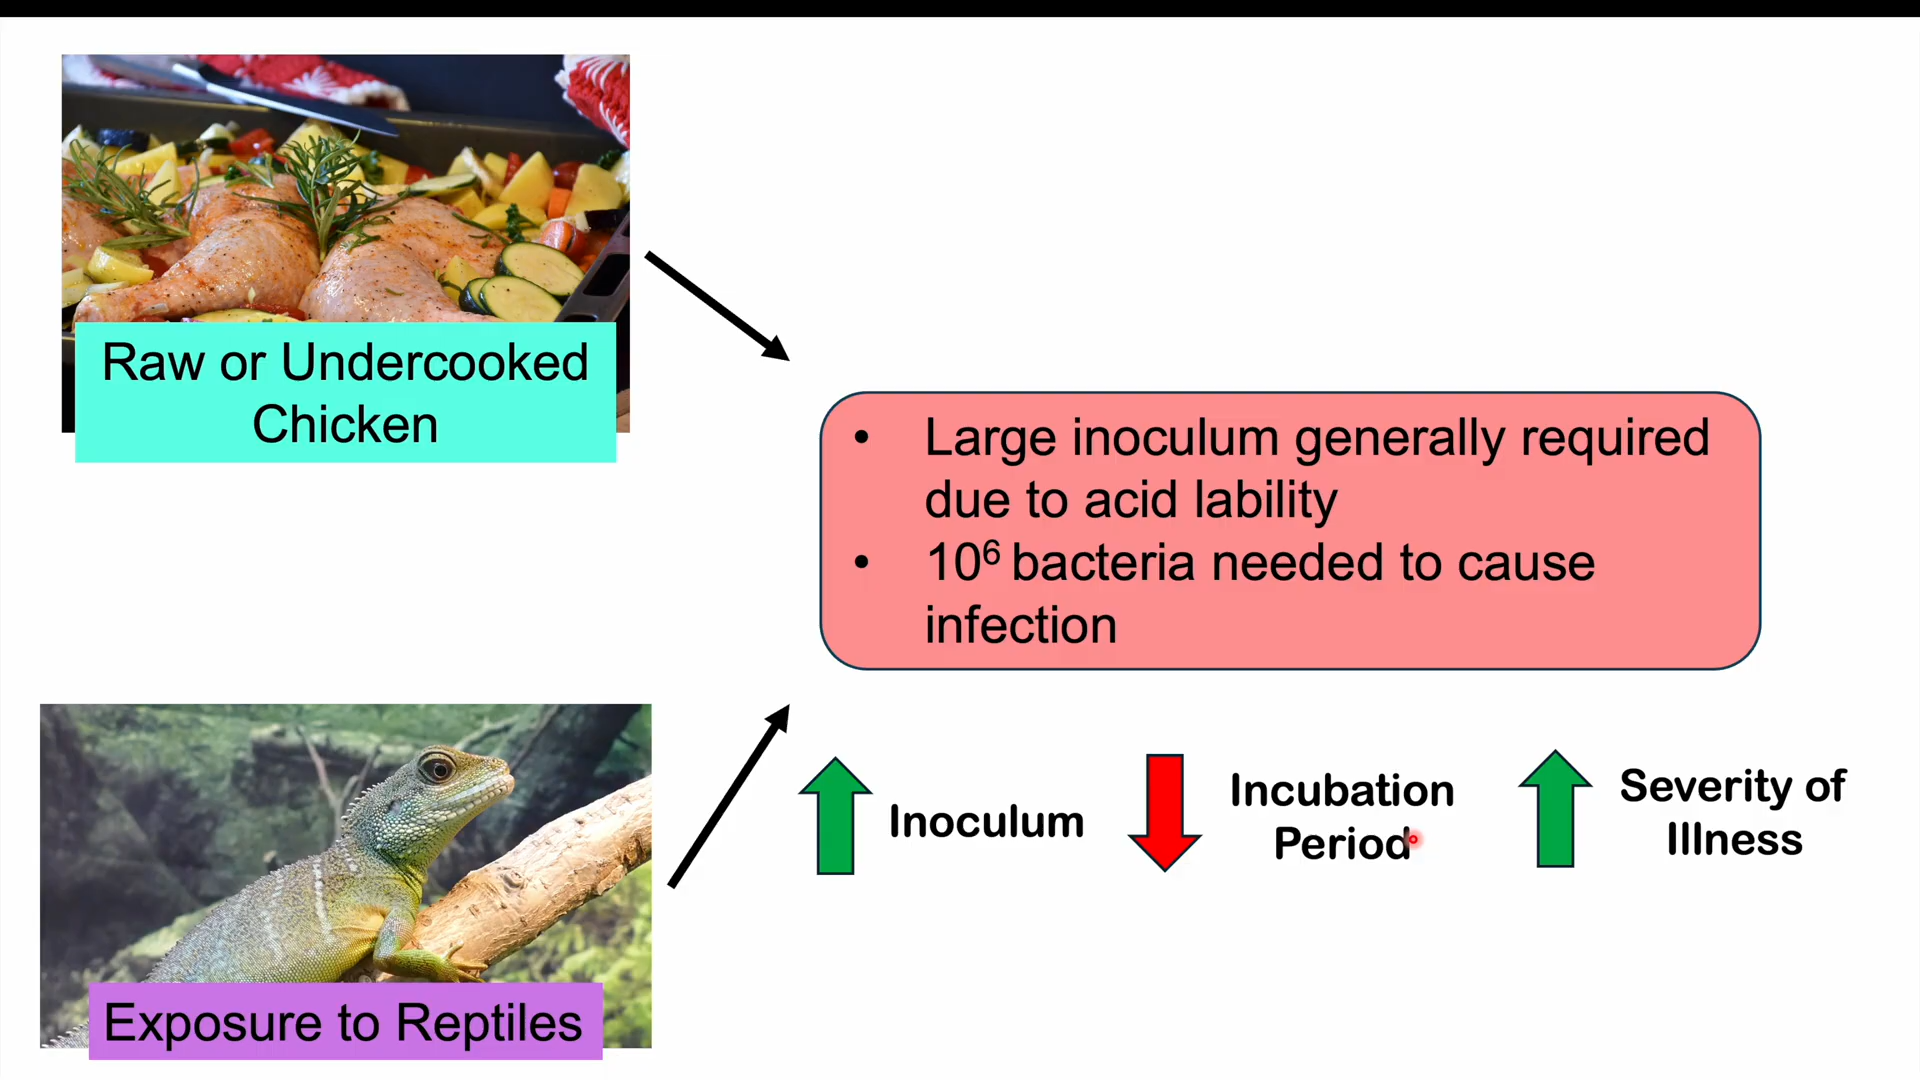 Raw or Undercooked
Chicken
• Large inoculum generally required
due to acid lability
• 10⁶ bacteria needed to cause
infection
Inoculum
Incubation
Period
Severity of
Illness
Exposure to Reptiles